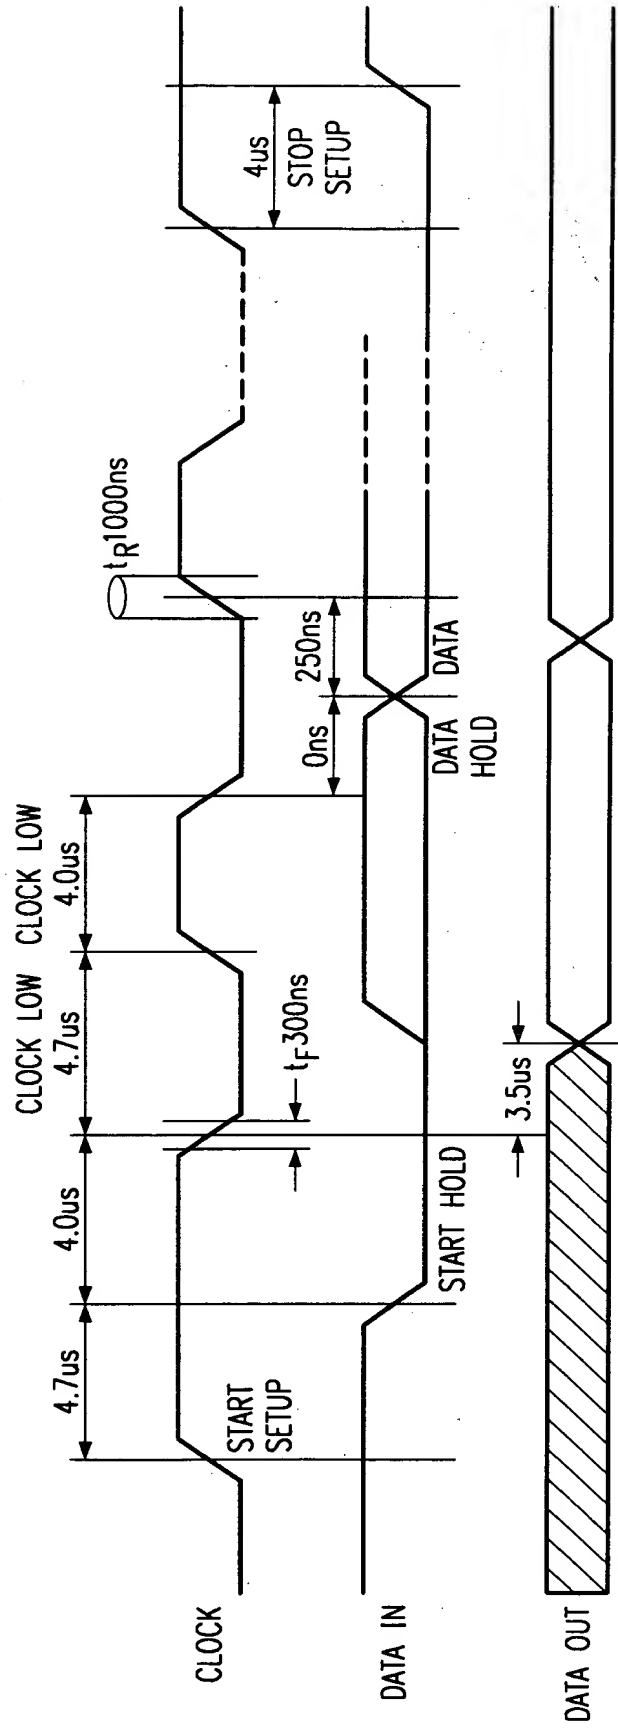 CLOCK LOW CLOCK LOW
4.7us 4.0us 4.7us 4.0us
tR1000ns
CLOCK
START
SETUP
tF300ns
0ns 250ns
4us
STOP
SETUP
DATA IN
START HOLD
DATA
HOLD
DATA
3.5us
DATA OUT